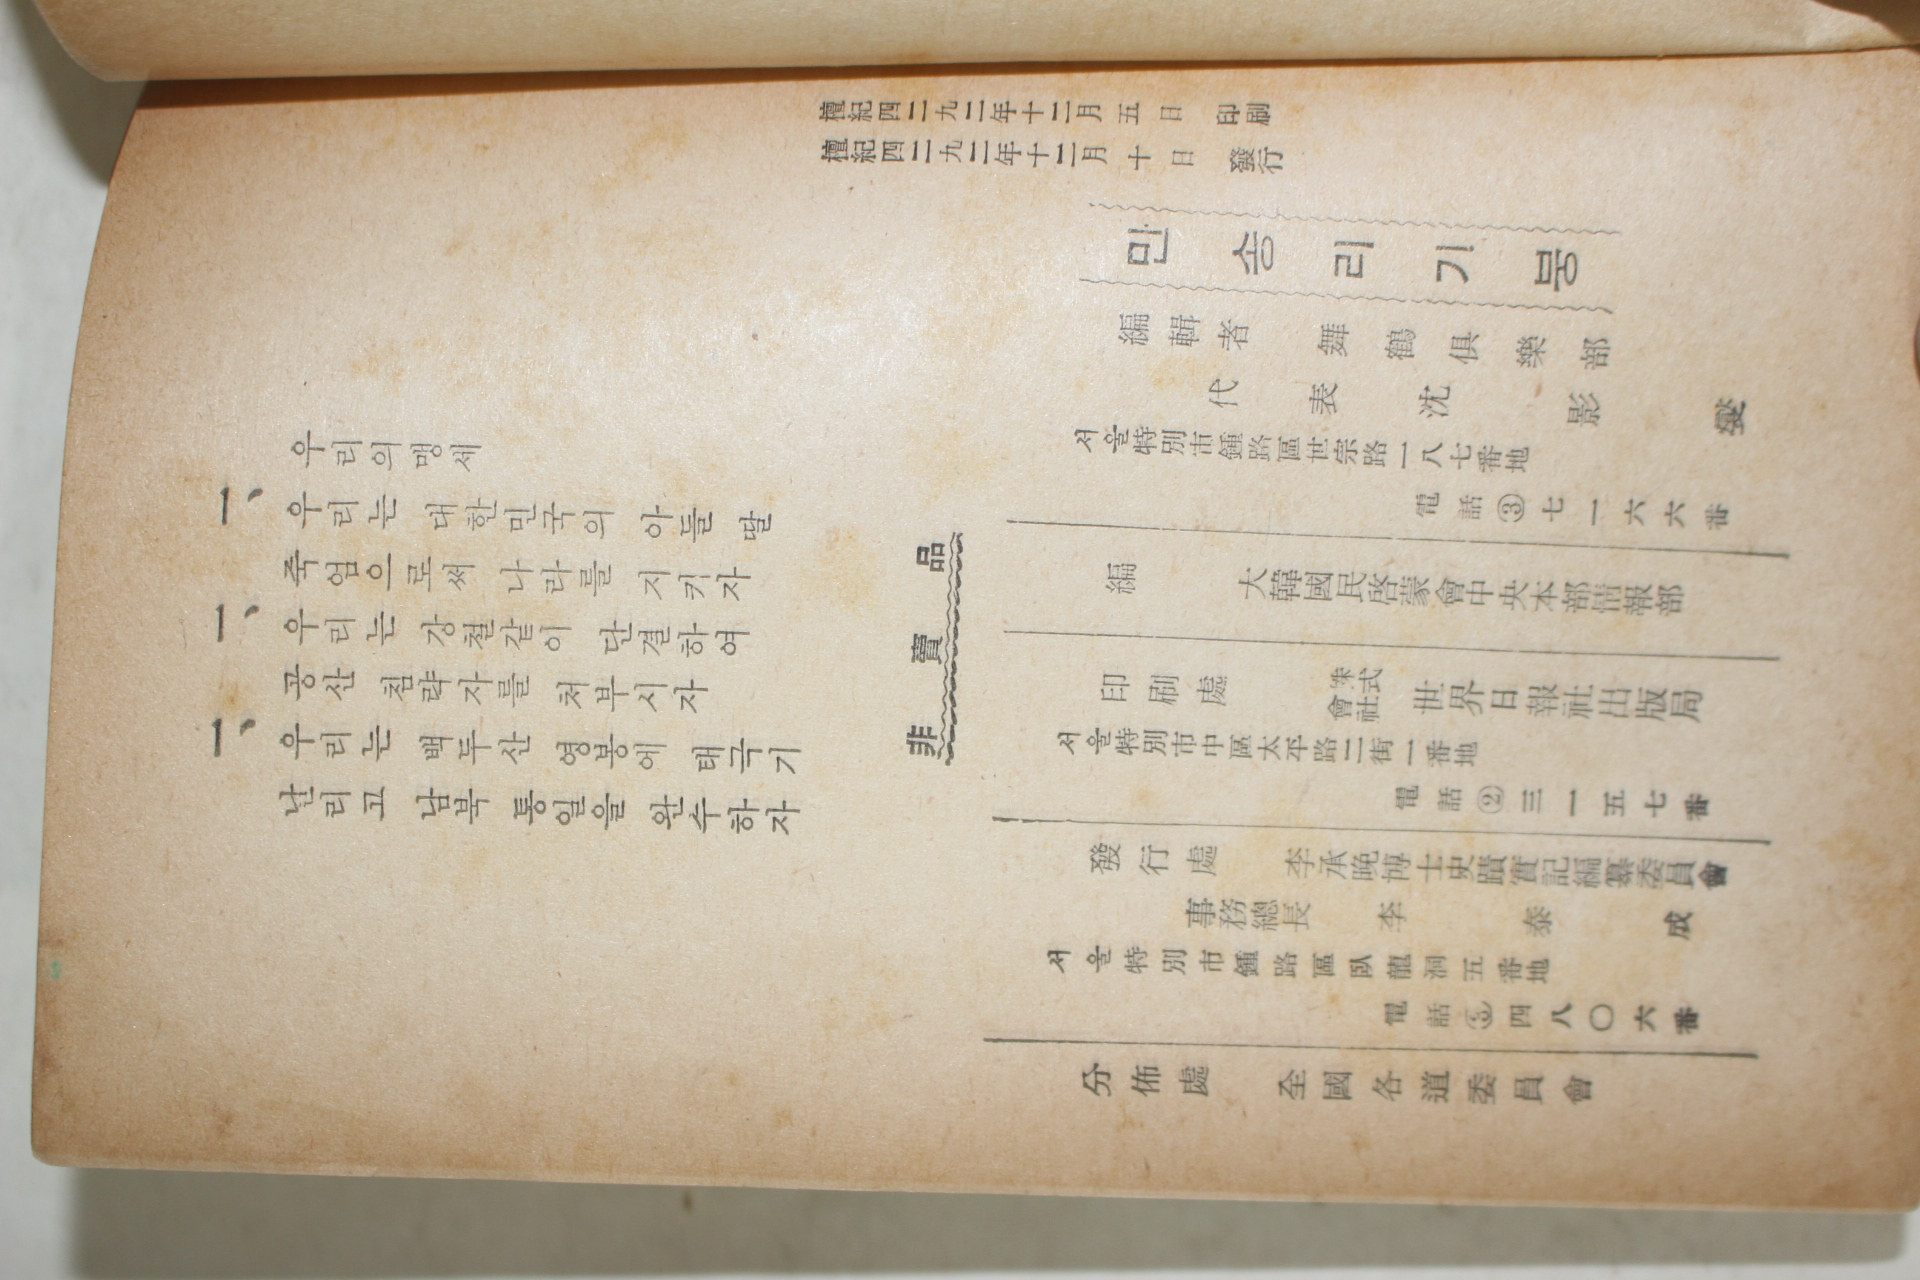 우리의 맹세
一、우리는 대한민국의 아들 딸
죽엄으로써 나라를 지키자
一、우리는 강철같이 단결하여
공산 침략자를 처부시자
一、우리는 백두산 영봉에 태극기
날리고 남북 통일을 완수하자
非賣品
檀紀四二九二年十二月五日 印刷
檀紀四二九二年十二月十日 發行
만송리기붕
編輯者 舞鶴俱樂部
代表 沈影燮
서울特別市鍾路區世宗路一八七番地
電話③七一六六番
編 大韓國民啓蒙會中央本部情報部
印刷處 株式會社 世界日報社出版局
서울特別市中區太平路二街一番地
電話②三一五七番
發行處 李承晩博士史蹟實記編纂委員會
事務總長 李泰成
서울特別市鍾路區臥龍洞五番地
電話③四八〇六番
分佈處 全國各道委員會